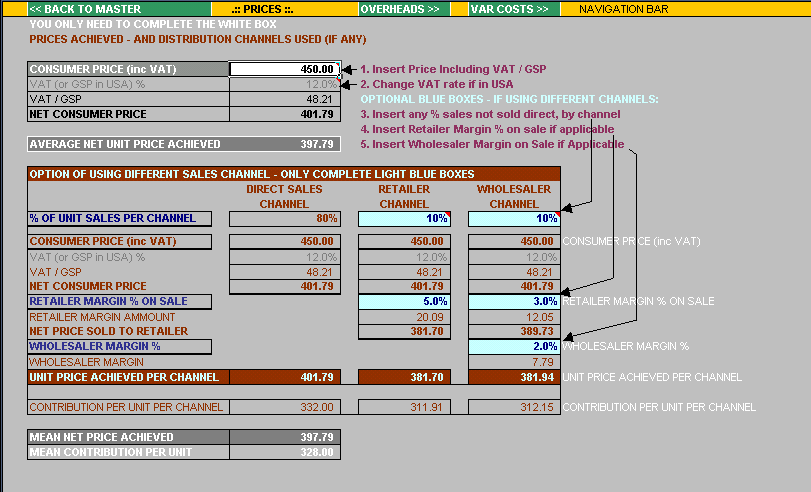 << BACK TO MASTER .:: PRICES ::. OVERHEADS >> VAR COSTS >> NAVIGATION BAR
YOU ONLY NEED TO COMPLETE THE WHITE BOX
PRICES ACHIEVED - AND DISTRIBUTION CHANNELS USED (IF ANY)
CONSUMER PRICE (inc VAT) 450.00 1. Insert Price Including VAT / GSP
VAT (or GSP in USA) % 12.0% 2. Change VAT rate if in USA
VAT / GSP 48.21 OPTIONAL BLUE BOXES - IF USING DIFFERENT CHANNELS:
NET CONSUMER PRICE 401.79 3. Insert any % sales not sold direct, by channel
4. Insert Retailer Margin % on sale if applicable
AVERAGE NET UNIT PRICE ACHIEVED 397.79 5. Insert Wholesaler Margin on Sale if Applicable
OPTION OF USING DIFFERENT SALES CHANNEL - ONLY COMPLETE LIGHT BLUE BOXES
DIRECT SALES RETAILER WHOLESALER
CHANNEL CHANNEL CHANNEL
% OF UNIT SALES PER CHANNEL 80% 10% 10%
CONSUMER PRICE (inc VAT) 450.00 450.00 450.00 CONSUMER PRICE (inc VAT)
VAT (or GSP in USA) % 12.0% 12.0% 12.0%
VAT / GSP 48.21 48.21 48.21
NET CONSUMER PRICE 401.79 401.79 401.79
RETAILER MARGIN % ON SALE 5.0% 3.0% RETAILER MARGIN % ON SALE
RETAILER MARGIN AMMOUNT 20.09 12.05
NET PRICE SOLD TO RETAILER 381.70 389.73
WHOLESALER MARGIN % 2.0% WHOLESALER MARGIN %
WHOLESALER MARGIN 7.79
UNIT PRICE ACHIEVED PER CHANNEL 401.79 381.70 381.94 UNIT PRICE ACHIEVED PER CHANNEL
CONTRIBUTION PER UNIT PER CHANNEL 332.00 311.91 312.15 CONTRIBUTION PER UNIT PER CHANNEL
MEAN NET PRICE ACHIEVED 397.79
MEAN CONTRIBUTION PER UNIT 328.00